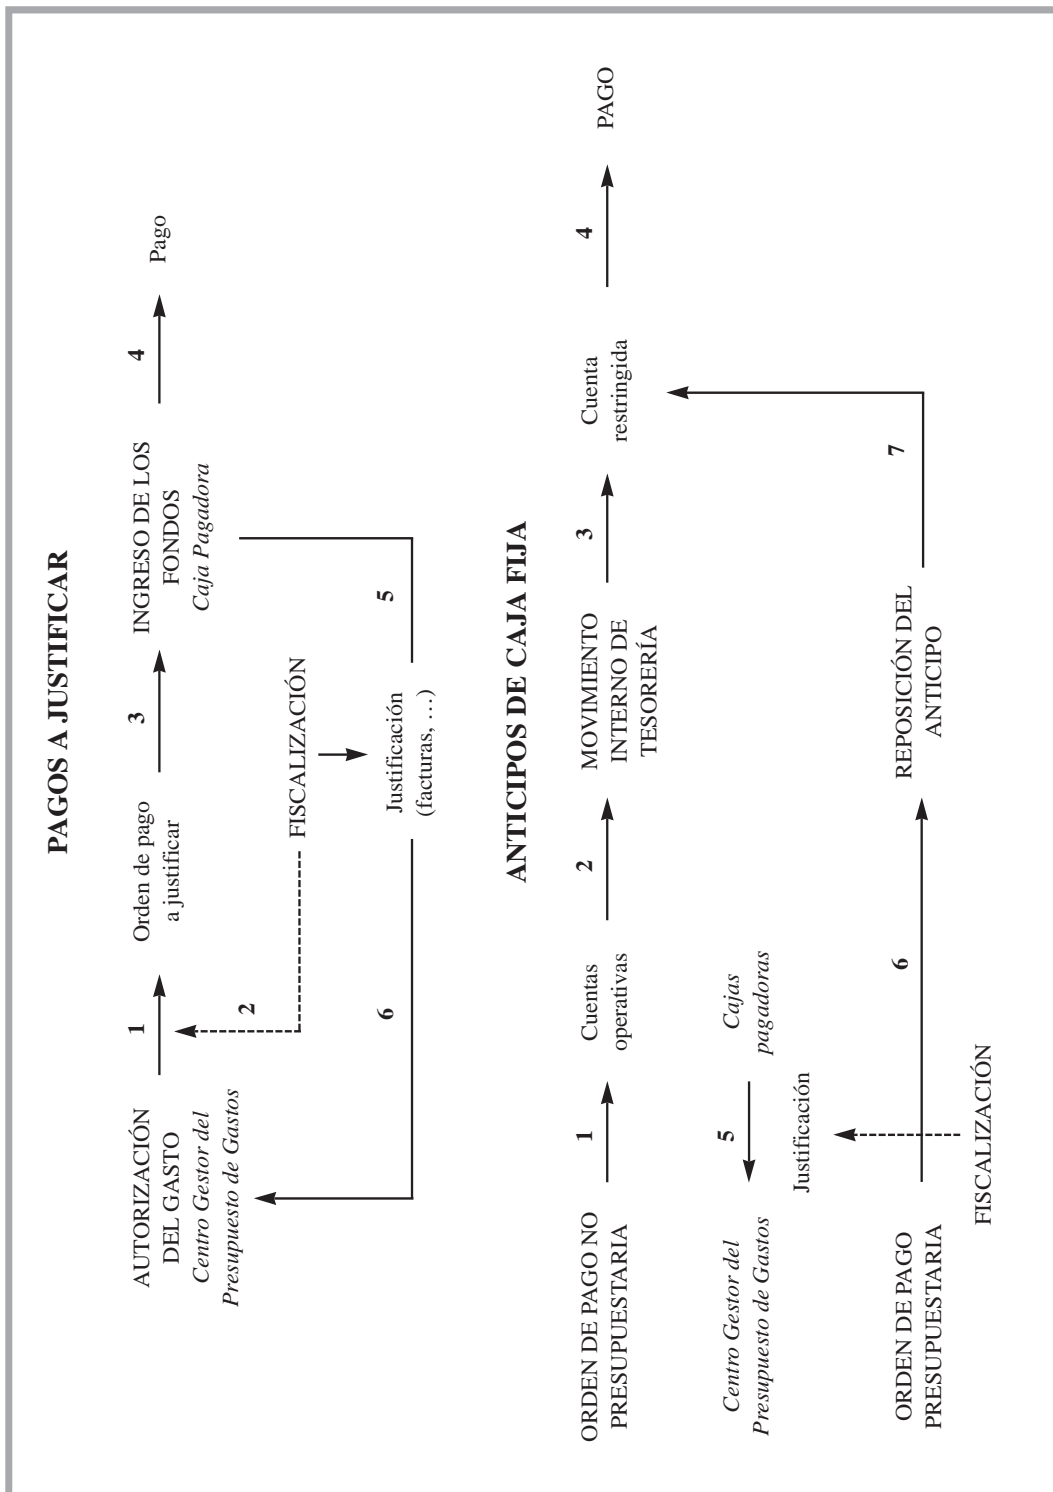 PAGOS A JUSTIFICAR
AUTORIZACIÓN
DEL GASTO
Centro Gestor del
Presupuesto de Gastos
1
Orden de pago
a justificar
3
INGRESO DE LOS
FONDOS
Caja Pagadora
4
Pago
2
FISCALIZACIÓN
6
Justificación
(facturas, …)
5
ANTICIPOS DE CAJA FIJA
ORDEN DE PAGO NO
PRESUPUESTARIA
1
Cuentas
operativas
2
MOVIMIENTO
INTERNO DE
TESORERÍA
3
Cuenta
restringida
4
PAGO
Centro Gestor del
Presupuesto de Gastos
5
Cajas
pagadoras
Justificación
ORDEN DE PAGO
PRESUPUESTARIA
6
REPOSICIÓN DEL
ANTICIPO
7
FISCALIZACIÓN